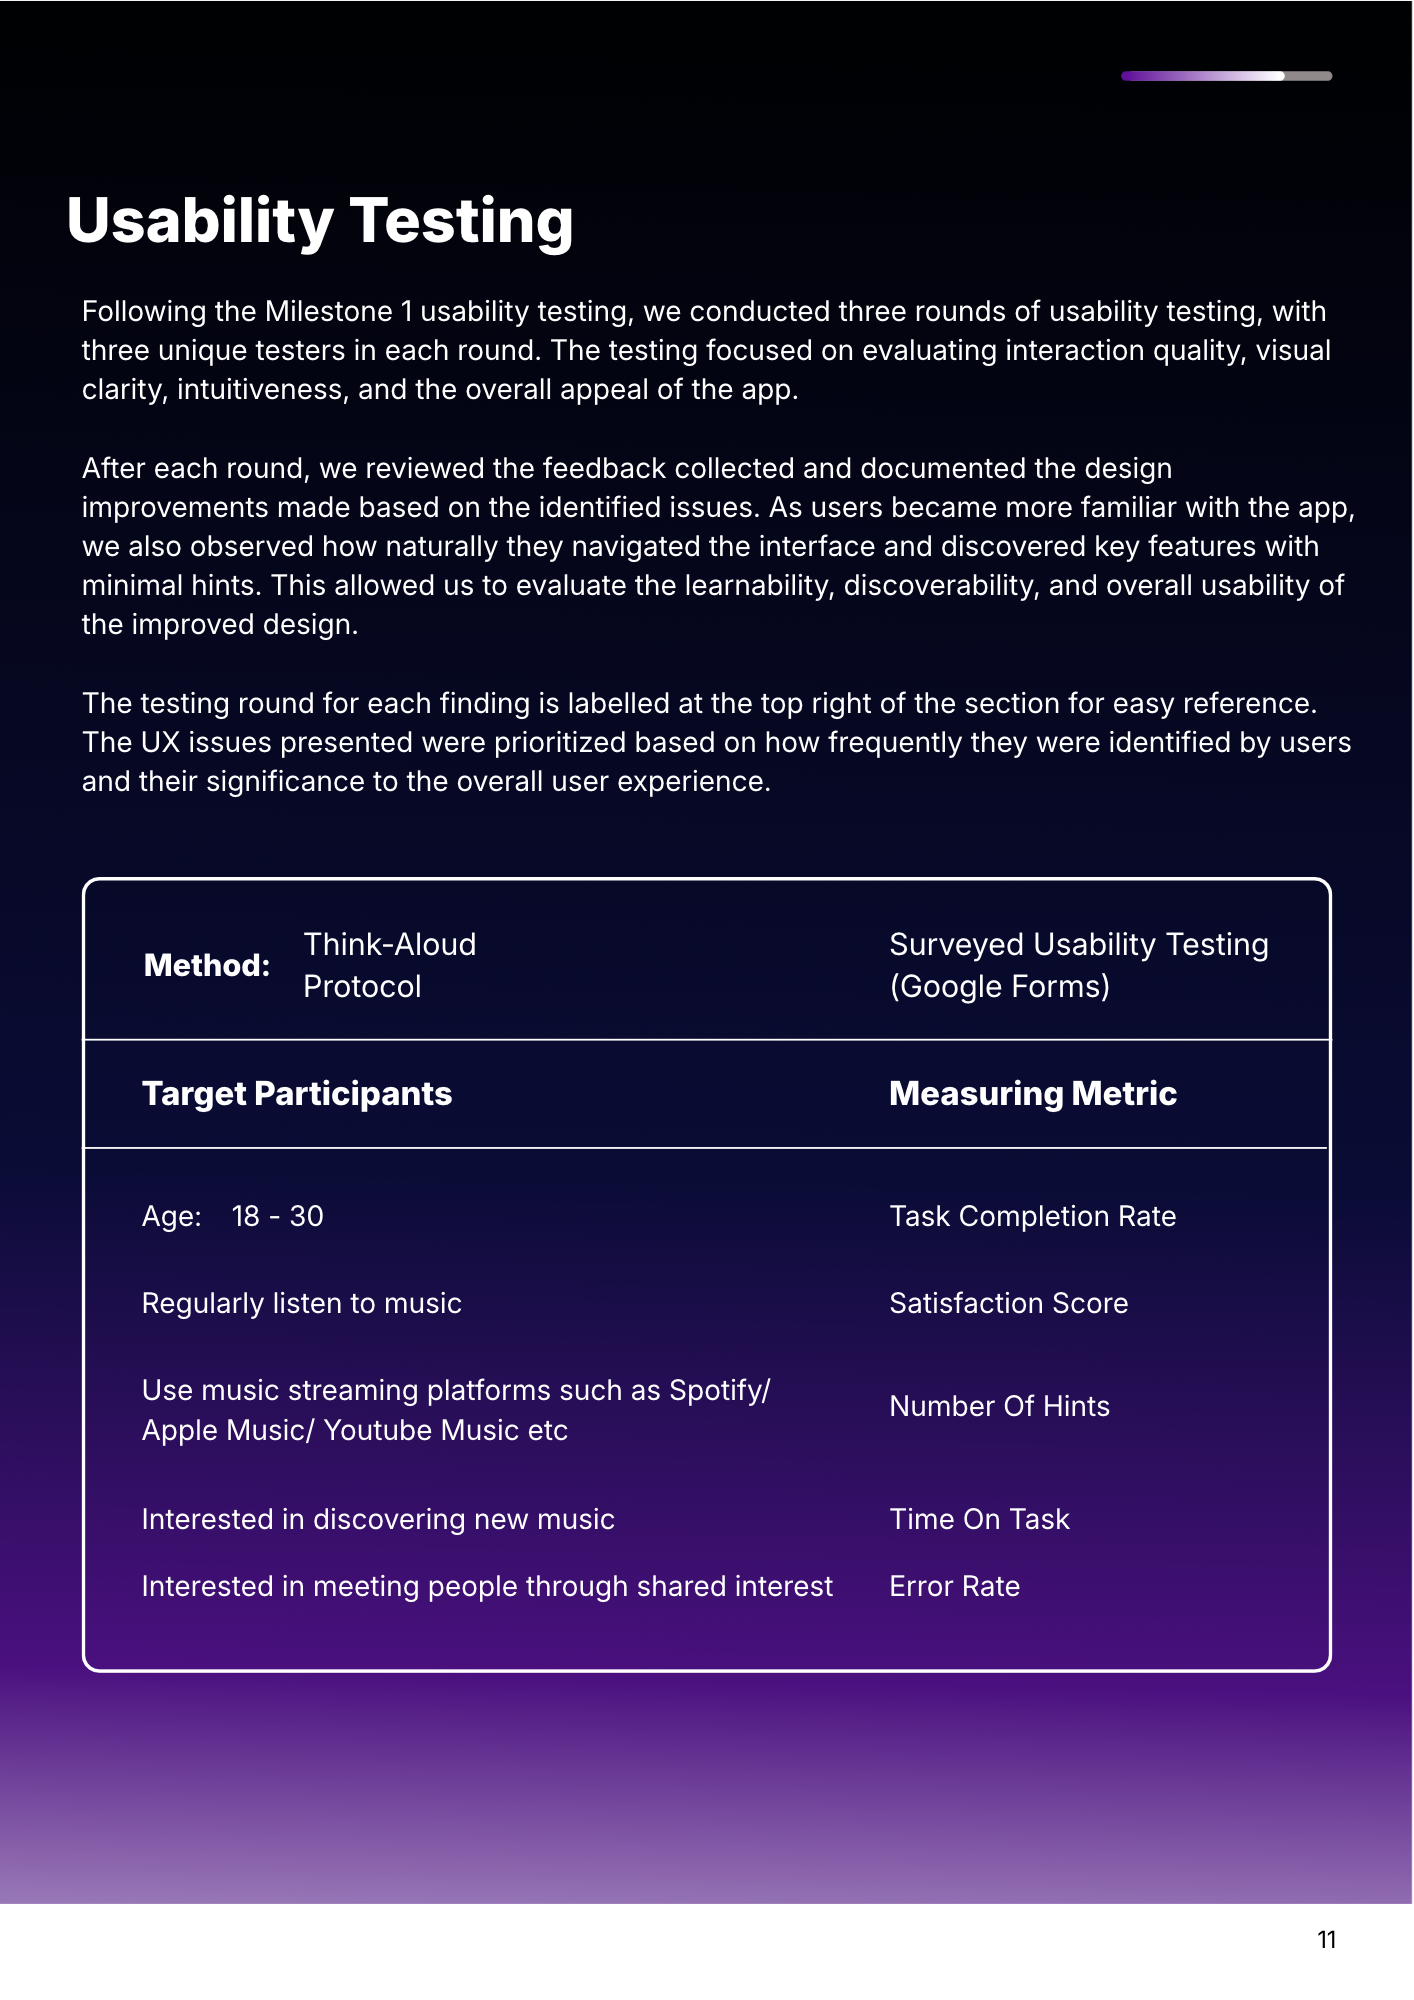 Usability Testing
Following the Milestone 1 usability testing, we conducted three rounds of usability testing, with
three unique testers in each round. The testing focused on evaluating interaction quality, visual
clarity, intuitiveness, and the overall appeal of the app.
After each round, we reviewed the feedback collected and documented the design
improvements made based on the identified issues. As users became more familiar with the app,
we also observed how naturally they navigated the interface and discovered key features with
minimal hints. This allowed us to evaluate the learnability, discoverability, and overall usability of
the improved design.
The testing round for each finding is labelled at the top right of the section for easy reference.
The UX issues presented were prioritized based on how frequently they were identified by users
and their significance to the overall user experience.
Method:
Think-Aloud
Protocol
Surveyed Usability Testing
(Google Forms)
Target Participants
Measuring Metric
Age: 18 - 30
Task Completion Rate
Regularly listen to music
Satisfaction Score
Use music streaming platforms such as Spotify/
Apple Music/ Youtube Music etc
Number Of Hints
Interested in discovering new music
Time On Task
Interested in meeting people through shared interest
Error Rate
11